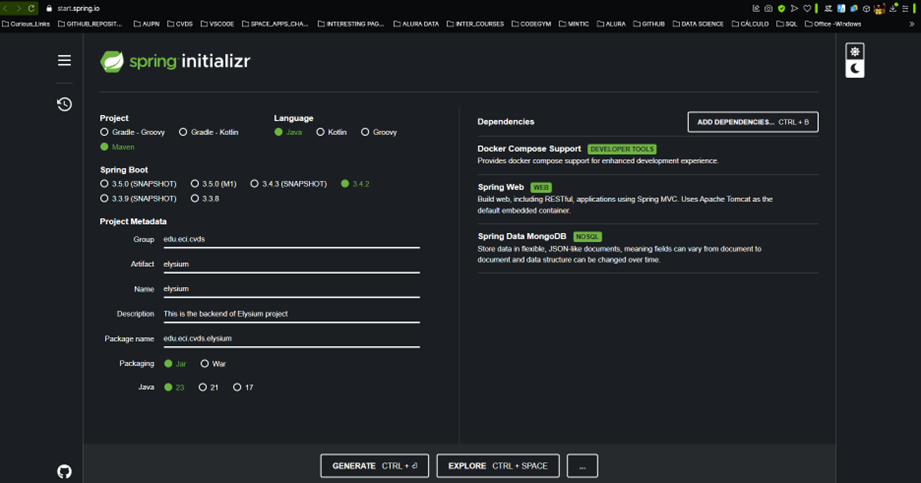 start.spring.io
Curious_Links GITHUB_REPOSIT... AUPN CVDS VSCODE SPACE_APPS_CHA... INTERESTING PAG... ALURA DATA INTER_COURSES CODEGYM MINTIC ALURA GITHUB DATA SCIENCE CÁLCULO SQL Office -Windows »
spring initializr
Project
Gradle - Groovy Gradle - Kotlin
Maven
Language
Java Kotlin Groovy
Spring Boot
3.5.0 (SNAPSHOT) 3.5.0 (M1) 3.4.3 (SNAPSHOT) 3.4.2
3.3.9 (SNAPSHOT) 3.3.8
Project Metadata
Group edu.eci.cvds
Artifact elysium
Name elysium
Description This is the backend of Elysium project
Package name edu.eci.cvds.elysium
Packaging Jar War
Java 23 21 17
Dependencies
ADD DEPENDENCIES... CTRL + B
Docker Compose Support DEVELOPER TOOLS
Provides docker compose support for enhanced development experience.
Spring Web WEB
Build web, including RESTful, applications using Spring MVC. Uses Apache Tomcat as the
default embedded container.
Spring Data MongoDB NOSQL
Store data in flexible, JSON-like documents, meaning fields can vary from document to
document and data structure can be changed over time.
GENERATE CTRL + ⏎ EXPLORE CTRL + SPACE ...